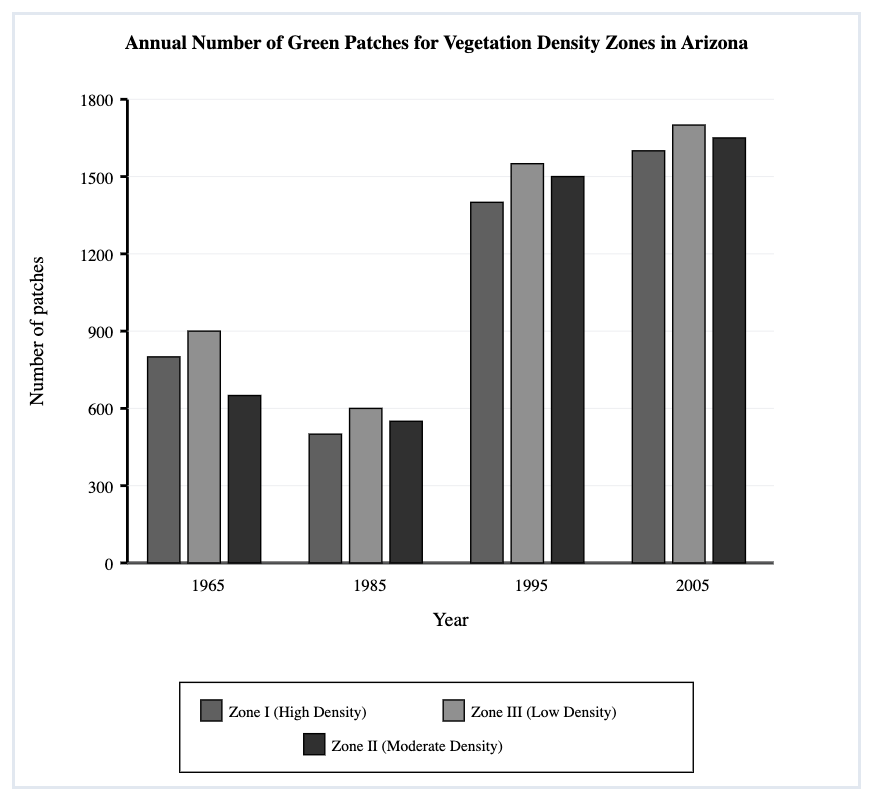 Annual Number of Green Patches for Vegetation Density Zones in Arizona
Number of patches
1800
1500
1200
900
600
300
0
1965 1985 1995 2005
Year
Zone I (High Density) Zone III (Low Density)
Zone II (Moderate Density)